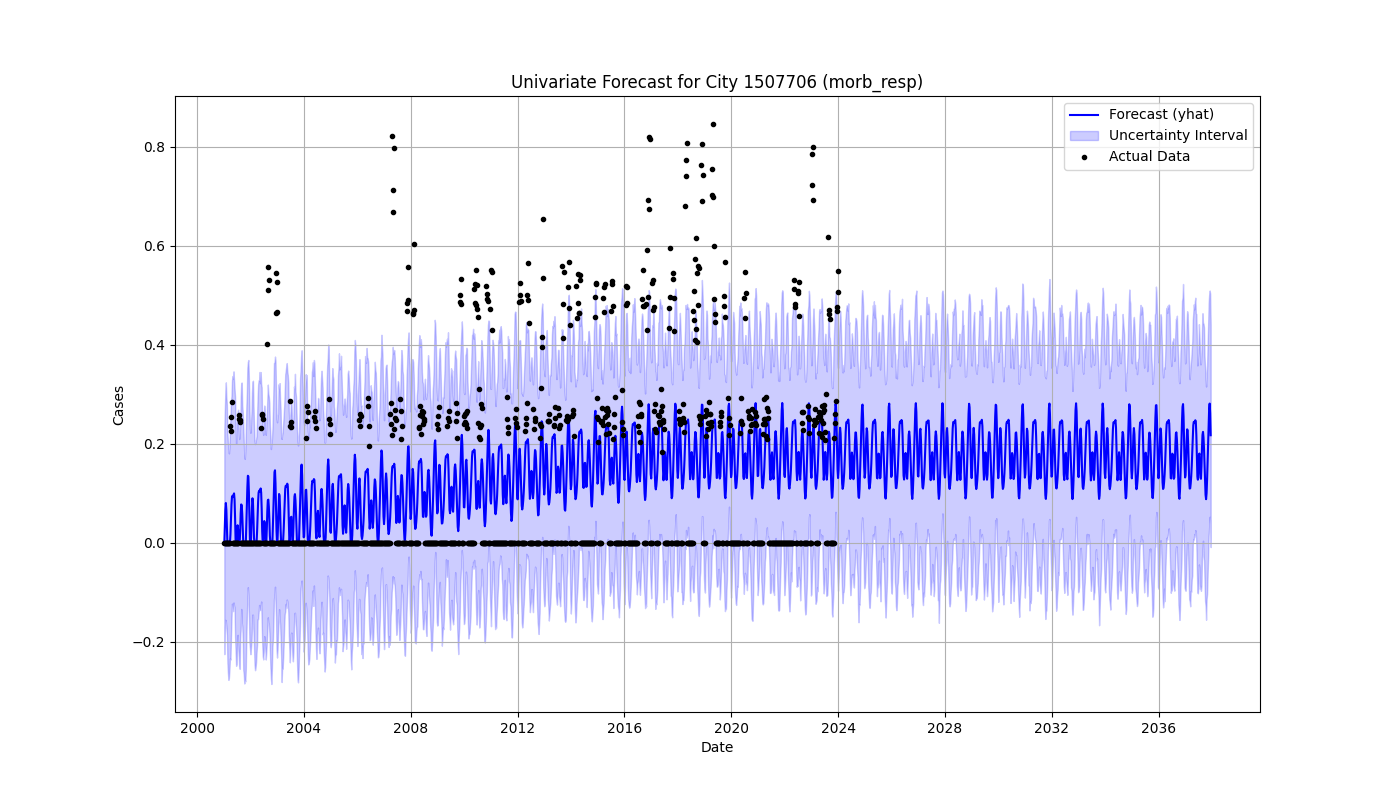 Univariate Forecast for City 1507706 (morb_resp)
Forecast (yhat)
Uncertainty Interval
Actual Data
Cases
0.8
0.6
0.4
0.2
0.0
−0.2
2000 2004 2008 2012 2016 2020 2024 2028 2032 2036
Date